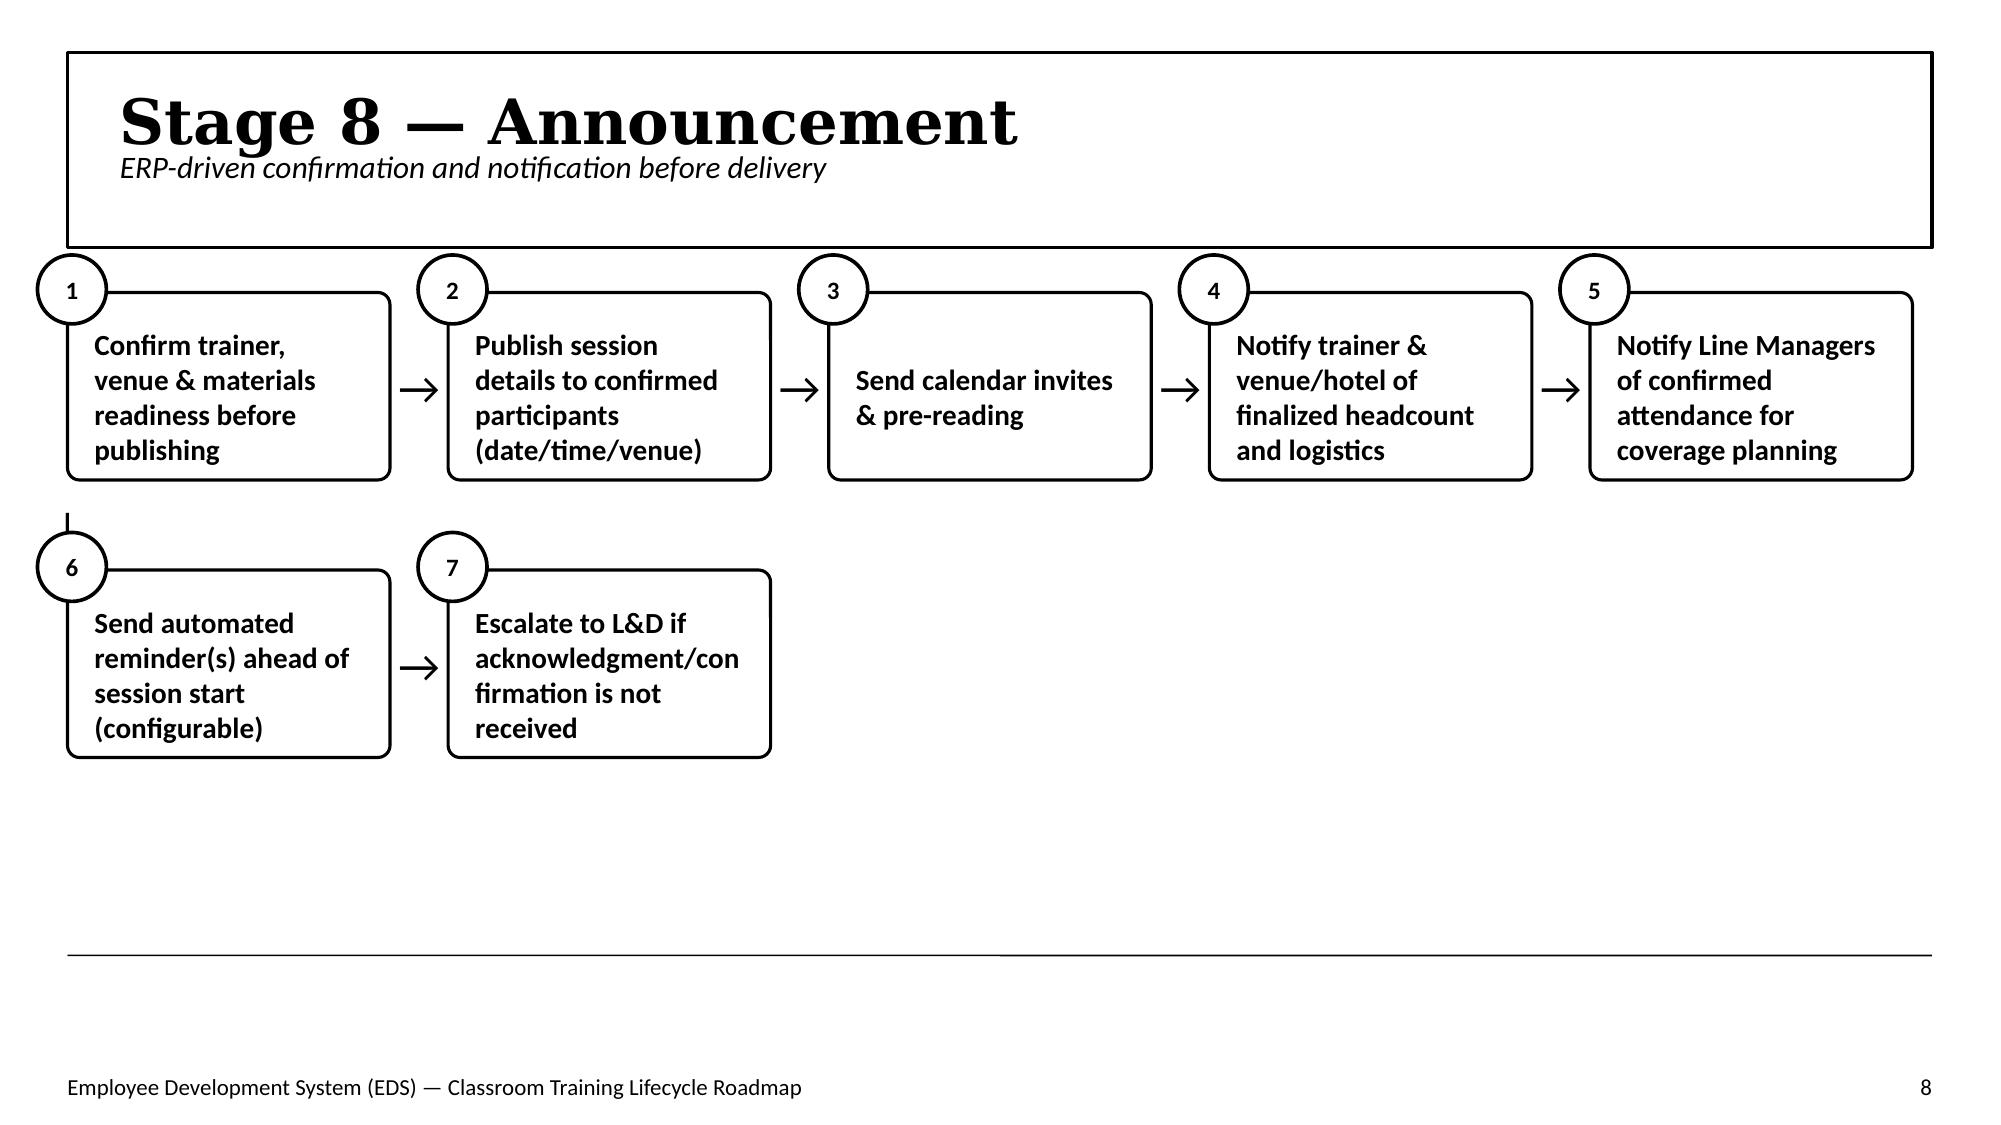 Stage 8 — Announcement
ERP-driven confirmation and notification before delivery
1
Confirm trainer,
venue & materials
readiness before
publishing
→
2
Publish session
details to confirmed
participants
(date/time/venue)
→
3
Send calendar invites
& pre-reading
→
4
Notify trainer &
venue/hotel of
finalized headcount
and logistics
→
5
Notify Line Managers
of confirmed
attendance for
coverage planning
6
Send automated
reminder(s) ahead of
session start
(configurable)
→
7
Escalate to L&D if
acknowledgment/con
firmation is not
received
Employee Development System (EDS) — Classroom Training Lifecycle Roadmap
8